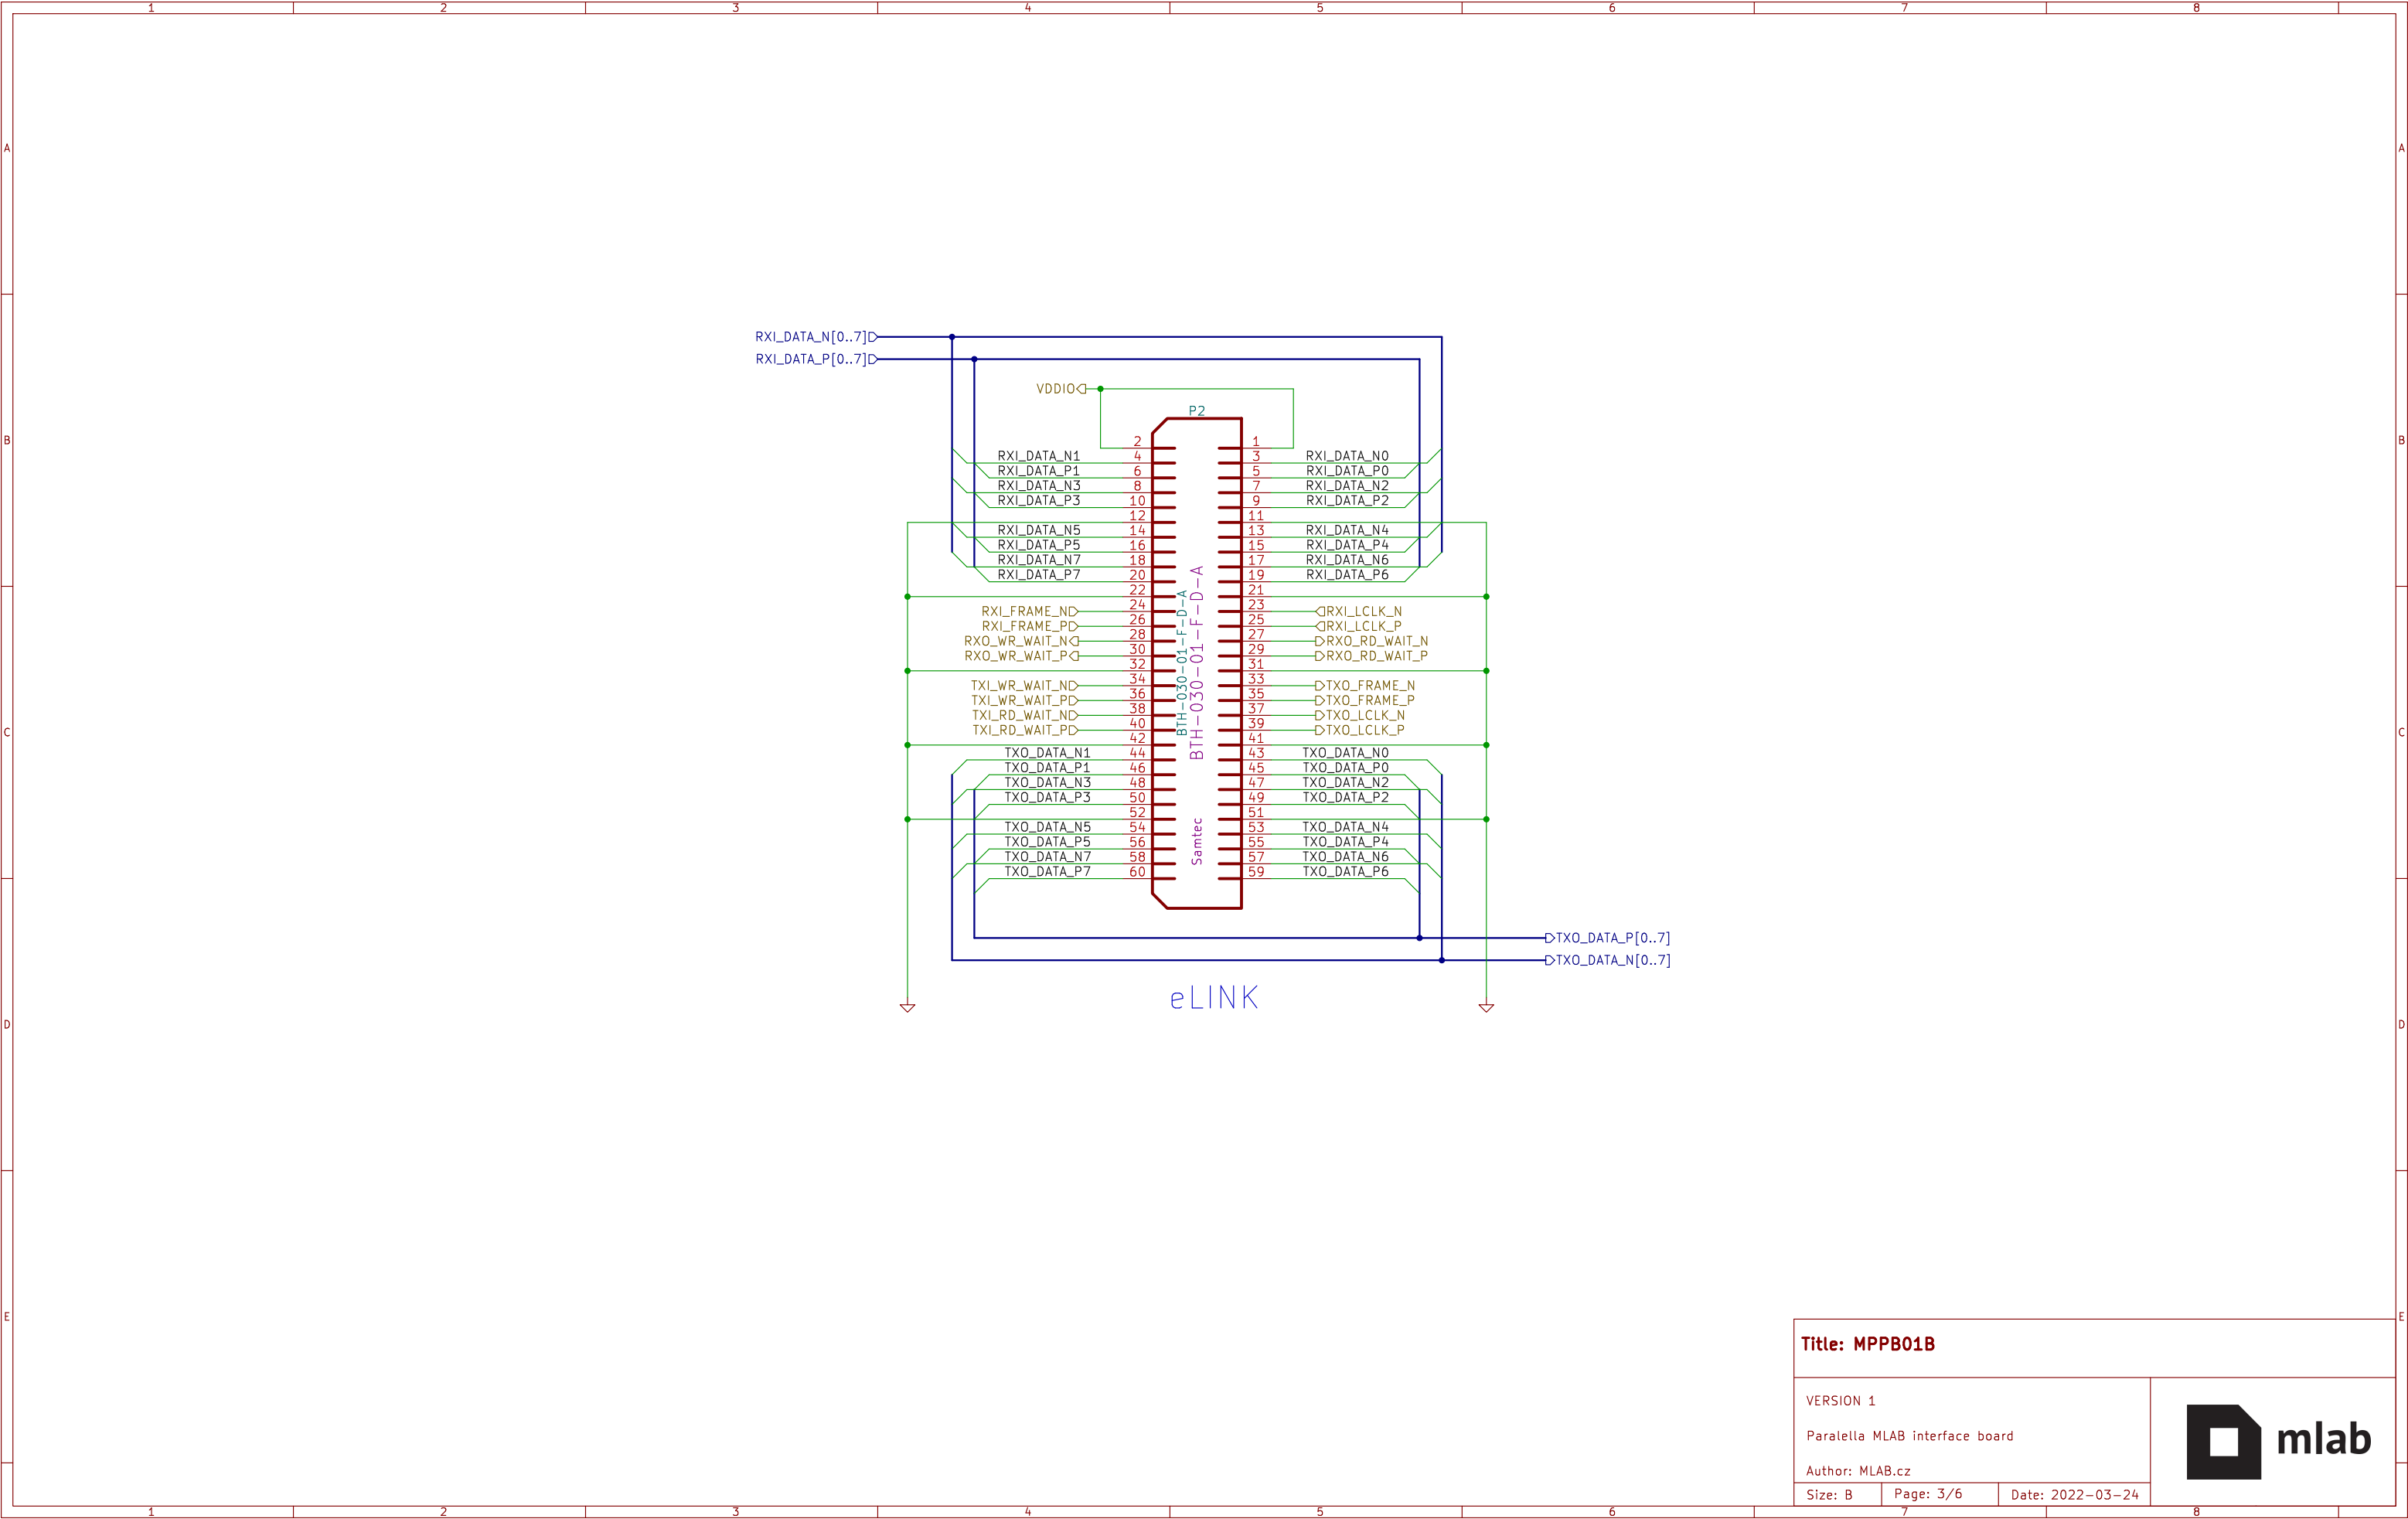 1 2 3 4 5 6 7 8
A A
RXI_DATA_N[0..7]
RXI_DATA_P[0..7]
VDDIO
P2
B B
2 1
RXI_DATA_N1 4 3 RXI_DATA_N0
RXI_DATA_P1 6 5 RXI_DATA_P0
RXI_DATA_N3 8 7 RXI_DATA_N2
RXI_DATA_P3 10 9 RXI_DATA_P2
12 11
RXI_DATA_N5 14 13 RXI_DATA_N4
RXI_DATA_P5 16 15 RXI_DATA_P4
RXI_DATA_N7 18 17 RXI_DATA_N6
RXI_DATA_P7 20 19 RXI_DATA_P6
22 21
RXI_FRAME_N 24 23 RXI_LCLK_N
RXI_FRAME_P 26 25 RXI_LCLK_P
RXO_WR_WAIT_N 28 27 RXO_RD_WAIT_N
RXO_WR_WAIT_P 30 29 RXO_RD_WAIT_P
32 31
TXI_WR_WAIT_N 34 33 TXO_FRAME_N
TXI_WR_WAIT_P 36 35 TXO_FRAME_P
TXI_RD_WAIT_N 38 37 TXO_LCLK_N
TXI_RD_WAIT_P 40 39 TXO_LCLK_P
C C
42 41
TXO_DATA_N1 44 43 TXO_DATA_N0
TXO_DATA_P1 46 45 TXO_DATA_P0
TXO_DATA_N3 48 47 TXO_DATA_N2
TXO_DATA_P3 50 49 TXO_DATA_P2
52 51
TXO_DATA_N5 54 53 TXO_DATA_N4
TXO_DATA_P5 56 55 TXO_DATA_P4
TXO_DATA_N7 58 57 TXO_DATA_N6
TXO_DATA_P7 60 59 TXO_DATA_P6
BTH-030-01-F-D-A
BTH-030-01-F-D-A
Samtec
TXO_DATA_P[0..7]
TXO_DATA_N[0..7]
eLINK
D D
E E
Title: MPPB01B
VERSION 1
Paralella MLAB interface board
Author: MLAB.cz
Size: B Page: 3/6 Date: 2022-03-24
mlab
1 2 3 4 5 6 7 8